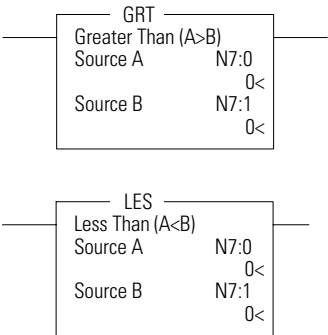 GRT
Greater Than (A>B)
Source A N7:0
0<
Source B N7:1
0<
LES
Less Than (A<B)
Source A N7:0
0<
Source B N7:1
0<